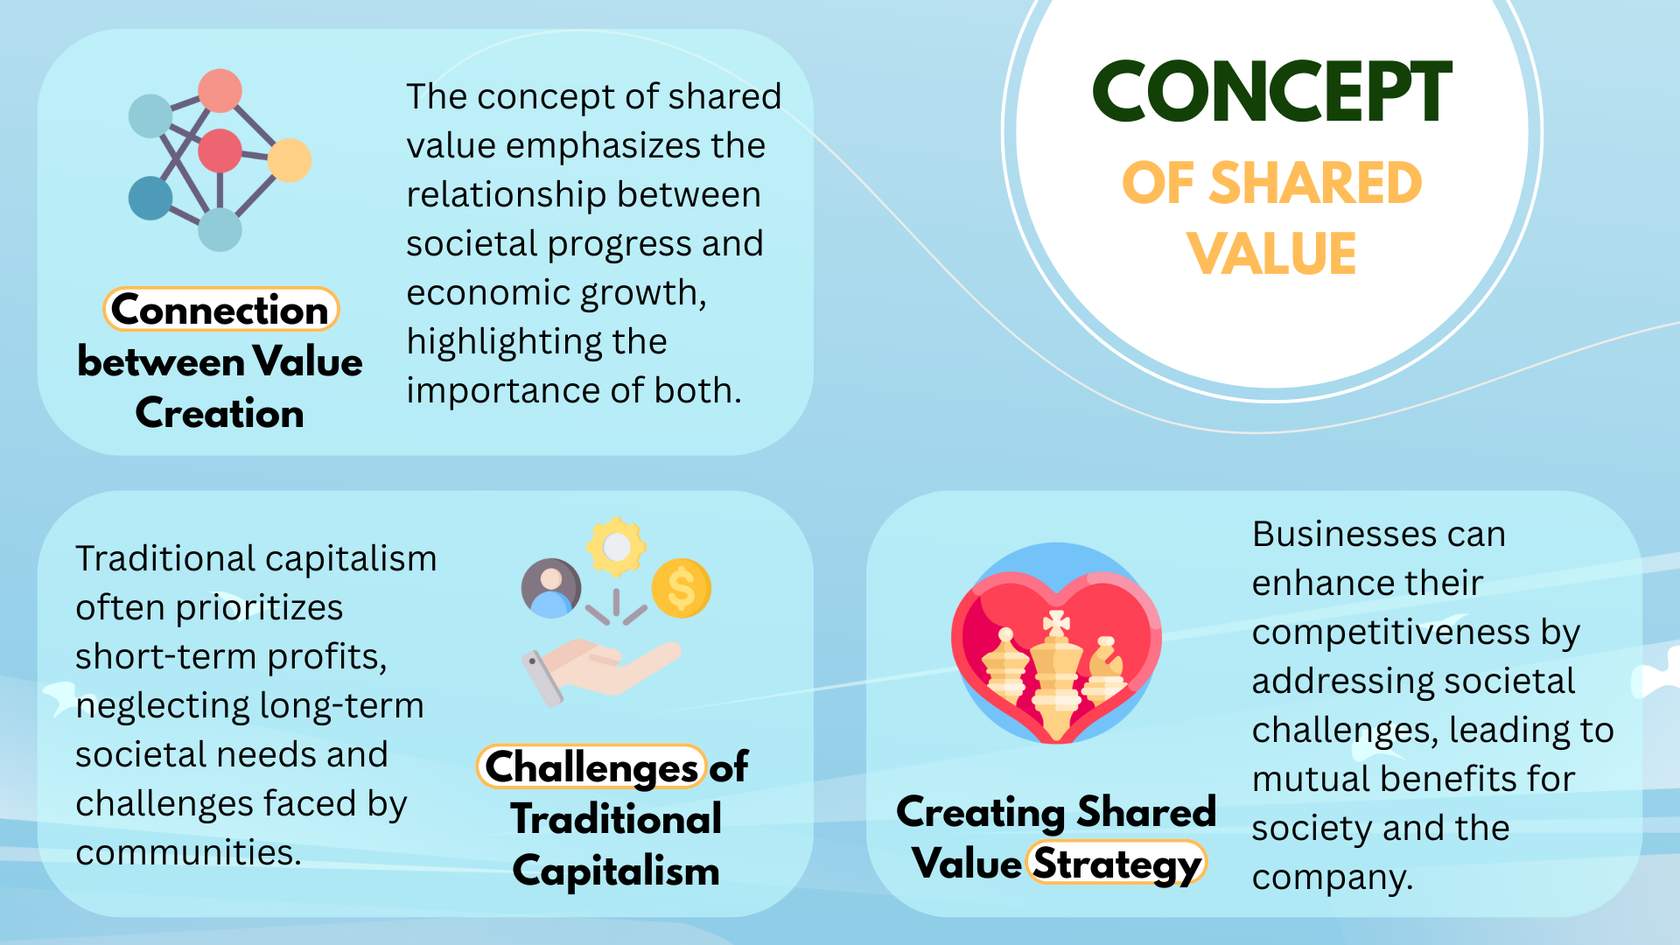 CONCEPT
OF SHARED
VALUE
The concept of shared
value emphasizes the
relationship between
societal progress and
economic growth,
highlighting the
importance of both.
Connection
between Value
Creation
Traditional capitalism
often prioritizes
short-term profits,
neglecting long-term
societal needs and
challenges faced by
communities.
Challenges of
Traditional
Capitalism
Creating Shared
Value Strategy
Businesses can
enhance their
competitiveness by
addressing societal
challenges, leading to
mutual benefits for
society and the
company.